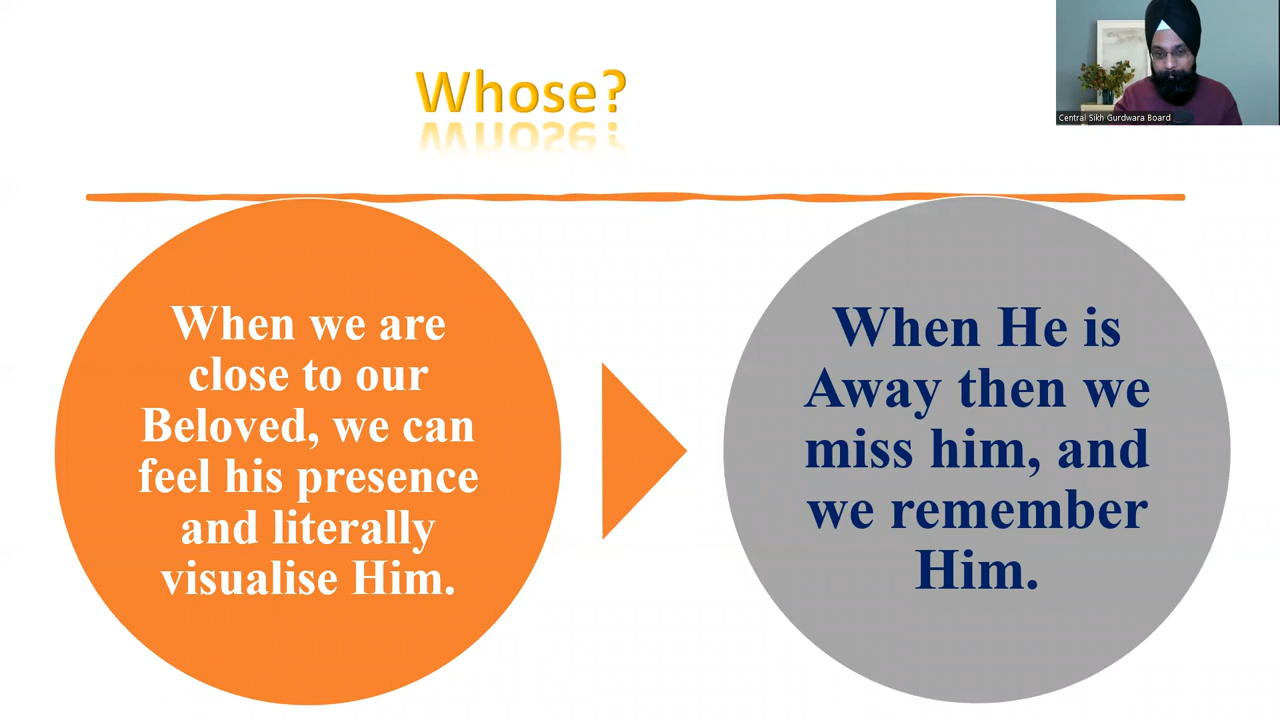 Whose?
Central Sikh Gurdwara Board
When we are
close to our
Beloved, we can
feel his presence
and literally
visualise Him.
When He is
Away then we
miss him, and
we remember
Him.